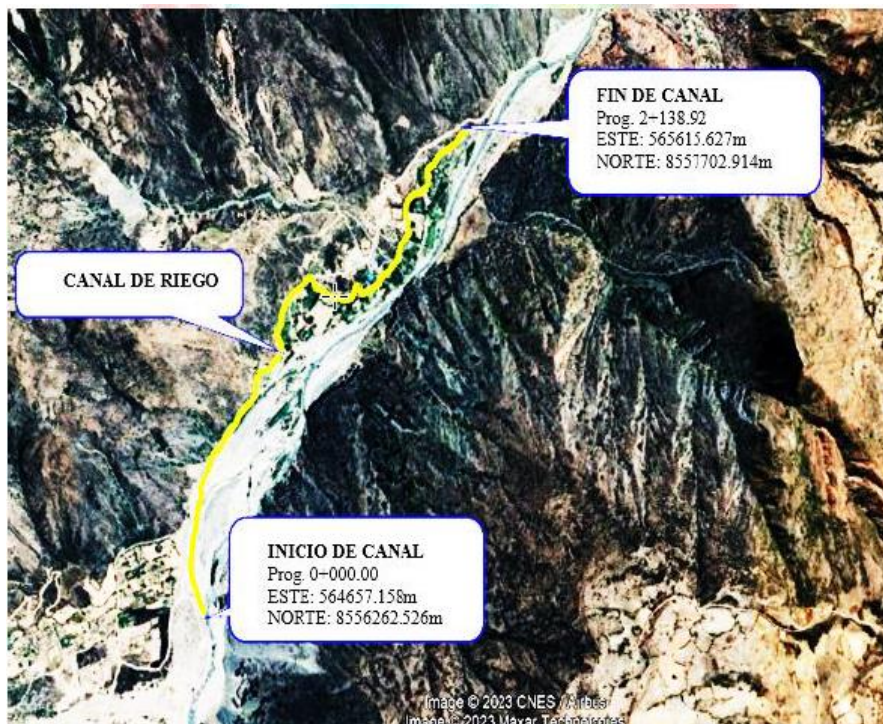 FIN DE CANAL
Prog. 2+138.92
ESTE: 565615.627m
NORTE: 8557702.914m
CANAL DE RIEGO
INICIO DE CANAL
Prog. 0+000.00
ESTE: 564657.158m
NORTE: 8556262.526m
Image © 2023 CNES / Airbus
Image © 2023 Maxar Technologies